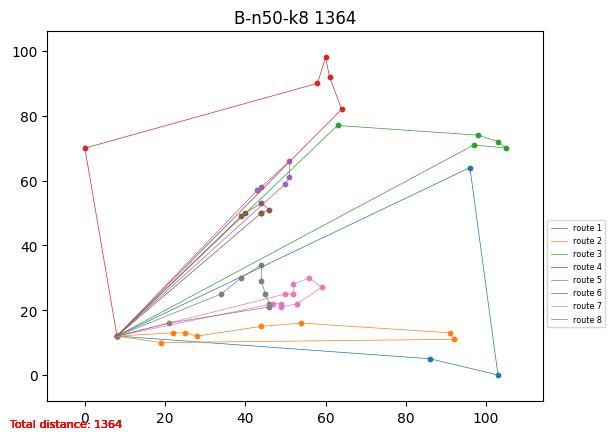 B-n50-k8 1364
100
80
60
40
20
0
0
20
40
60
80
100
route 1
route 2
route 3
route 4
route 5
route 6
route 7
route 8
Total distance: 1364